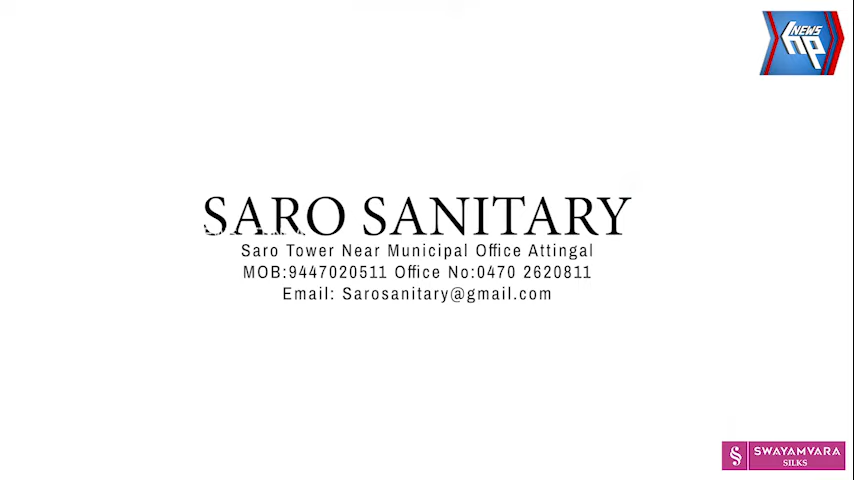 NEWS
np
SARO SANITARY
Saro Tower Near Municipal Office Attingal
MOB:9447020511 Office No:0470 2620811
Email: Sarosanitary@gmail.com
SWAYAMVARA
SILKS